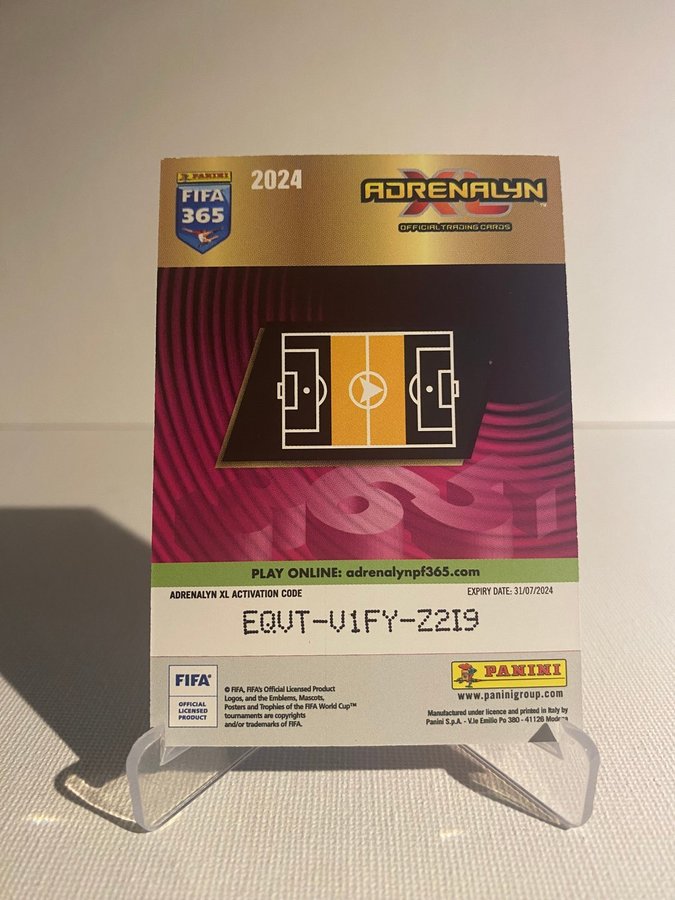 PANINI
FIFA
365
2024
ADRENALYN
XL™
OFFICIAL TRADING CARDS
PLAY ONLINE: adrenalynpf365.com
ADRENALYN XL ACTIVATION CODE
EXPIRY DATE: 31/07/2024
EQVT-V1FY-Z2I9
FIFA®
OFFICIAL
LICENSED
PRODUCT
© FIFA, FIFA's Official Licensed Product
Logos, and the Emblems, Mascots,
Posters and Trophies of the FIFA World Cup™
tournaments are copyrights
and/or trademarks of FIFA.
PANINI
www.paninigroup.com
Manufactured under licence and printed in Italy by
Panini S.p.A. - V.le Emilio Po 380 - 41126 Modena